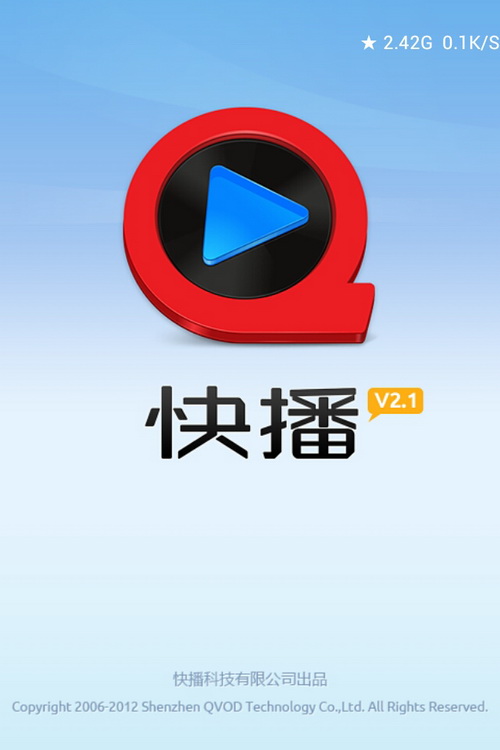 ★ 2.42G 0.1K/S
快播
V2.1
快播科技有限公司出品
Copyright 2006-2012 Shenzhen QVOD Technology Co.,Ltd. All Rights Reserved.